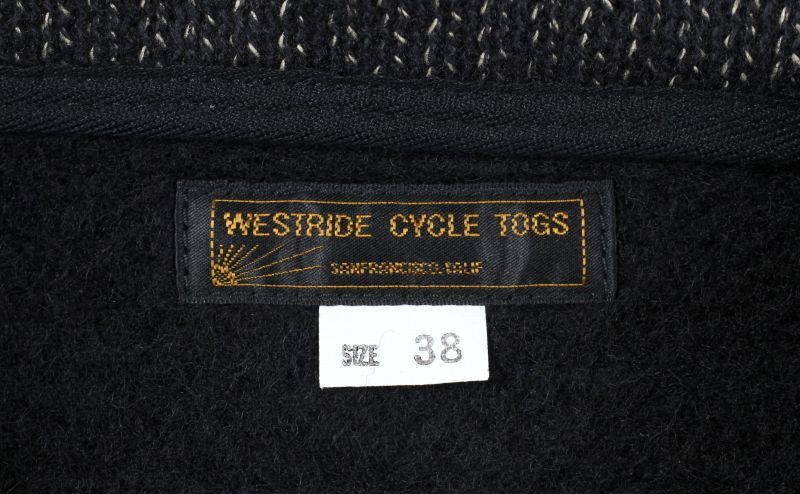 WESTRIDE CYCLE TOGS
SANFRANCISCO.CALIF
SIZE 38